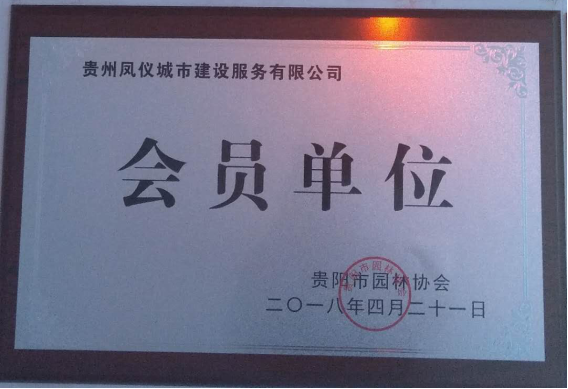 贵州凤仪城市建设服务有限公司
会员单位
贵阳市园林协会
二〇一八年四月二十一日